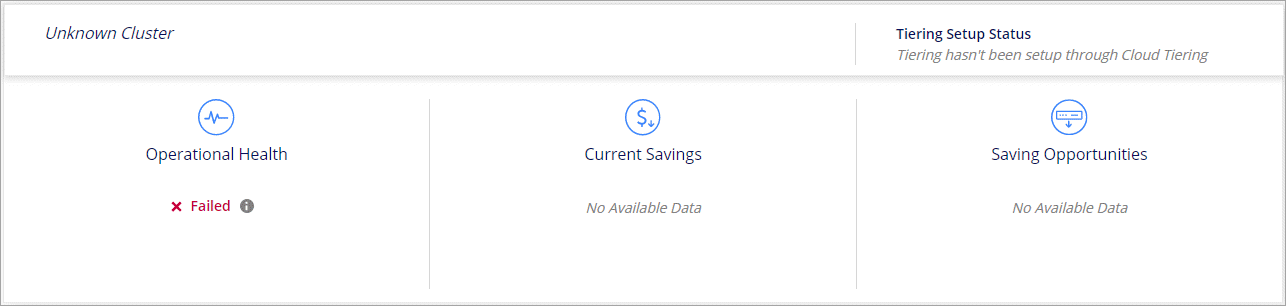 Unknown Cluster
Tiering Setup Status
Tiering hasn't been setup through Cloud Tiering
Operational Health
Current Savings
Saving Opportunities
Failed
No Available Data
No Available Data